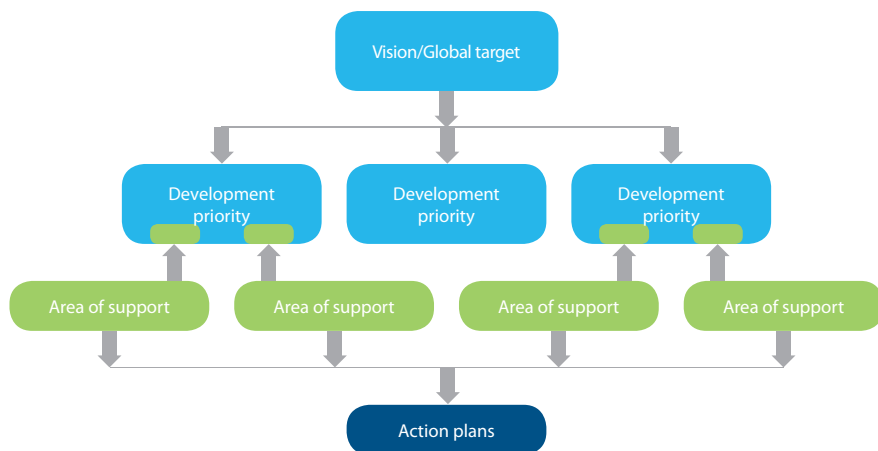 Vision/Global target
Development
priority
Development
priority
Development
priority
Area of support
Area of support
Area of support
Area of support
Action plans